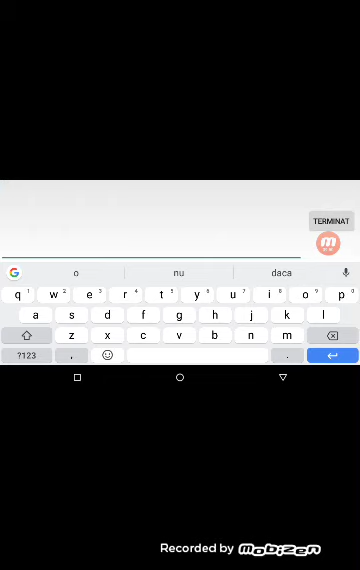 TERMINAT
o nu daca
q 1 w 2 e 3 r 4 t 5 y 6 u 7 i 8 o 9 p 0
a s d f g h j k l
z x c v b n m
?123 , .
Recorded by mobizen